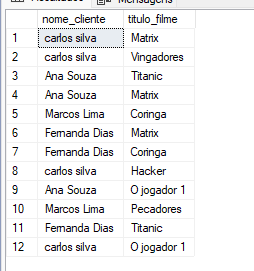 Mensagens
nome_cliente titulo_filme
1 carlos silva Matrix
2 carlos silva Vingadores
3 Ana Souza Titanic
4 Ana Souza Matrix
5 Marcos Lima Coringa
6 Fernanda Dias Matrix
7 Fernanda Dias Coringa
8 carlos silva Hacker
9 Ana Souza O jogador 1
10 Marcos Lima Pecadores
11 Fernanda Dias Titanic
12 carlos silva O jogador 1